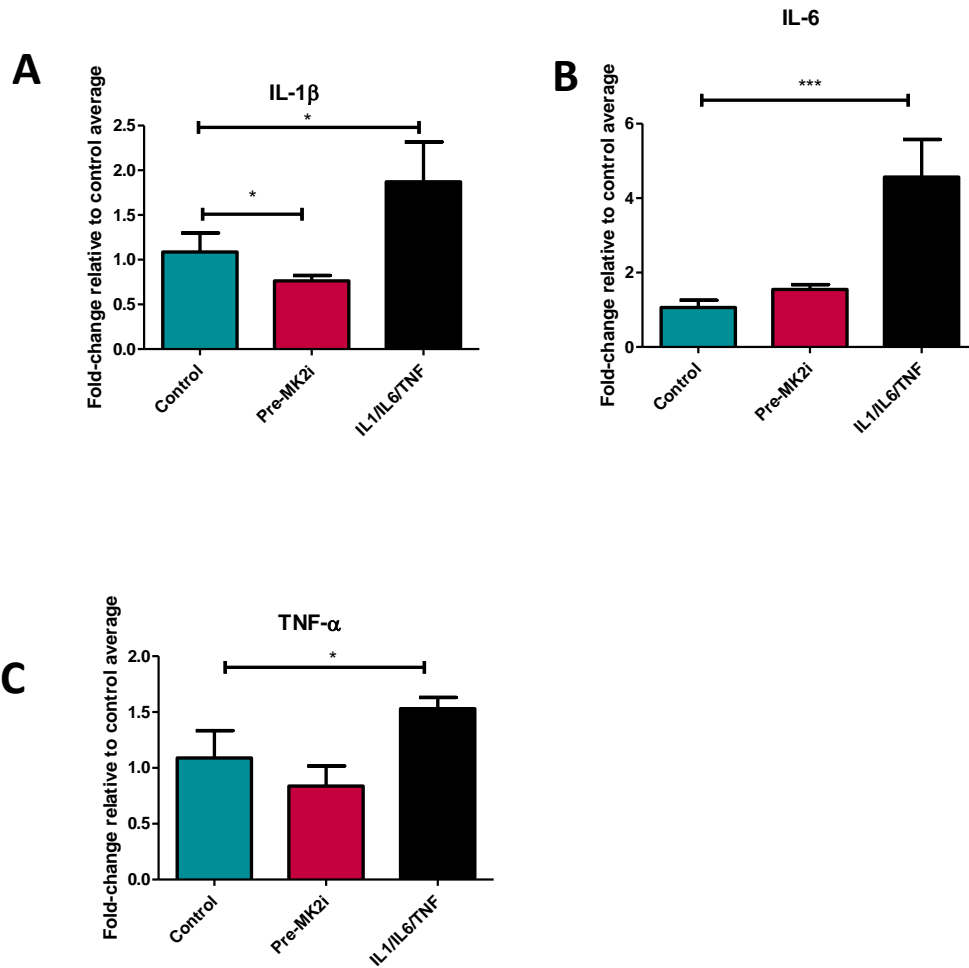 A
IL-1β
Fold-change relative to control average
2.5
2.0
1.5
1.0
0.5
0.0
*
*
Control
Pre-MK2i
IL1/IL6/TNF
B
IL-6
Fold-change relative to control average
6
4
2
0
***
Control
Pre-MK2i
IL1/IL6/TNF
C
TNF-α
Fold-change relative to control average
2.0
1.5
1.0
0.5
0.0
*
Control
Pre-MK2i
IL1/IL6/TNF